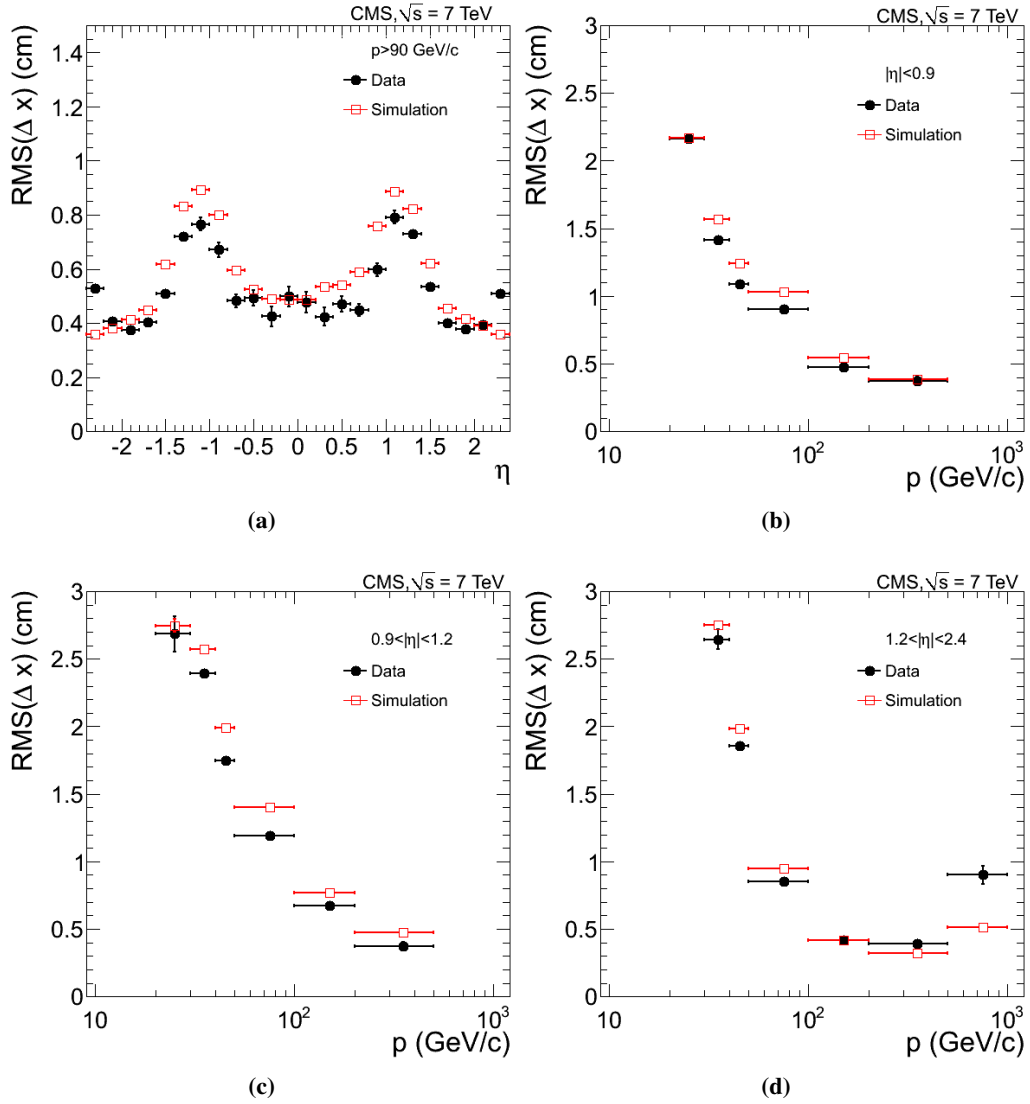 CMS, √s = 7 TeV
RMS(Δ x) (cm)
p>90 GeV/c
Data
Simulation
1.4
1.2
1
0.8
0.6
0.4
0.2
0
-2 -1.5 -1 -0.5 0 0.5 1 1.5 2
η
(a)
CMS, √s = 7 TeV
RMS(Δ x) (cm)
|η|<0.9
Data
Simulation
3
2.5
2
1.5
1
0.5
0
10 10² 10³
p (GeV/c)
(b)
CMS, √s = 7 TeV
RMS(Δ x) (cm)
0.9<|η|<1.2
Data
Simulation
3
2.5
2
1.5
1
0.5
0
10 10² 10³
p (GeV/c)
(c)
CMS, √s = 7 TeV
RMS(Δ x) (cm)
1.2<|η|<2.4
Data
Simulation
3
2.5
2
1.5
1
0.5
0
10 10² 10³
p (GeV/c)
(d)